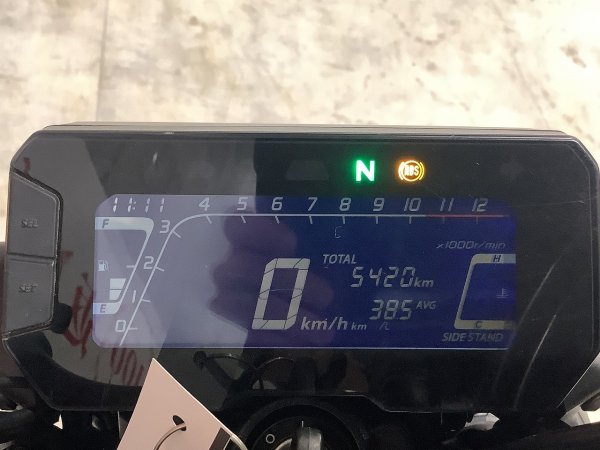 N ABS
SEL
SET
11:11
4 5 6 7 8 9 10 11 12
F
3
2
1
0
E
x1000r/min
TOTAL
5420km
38.5 AVG
km/L
0 km/h
H
C
SIDE STAND